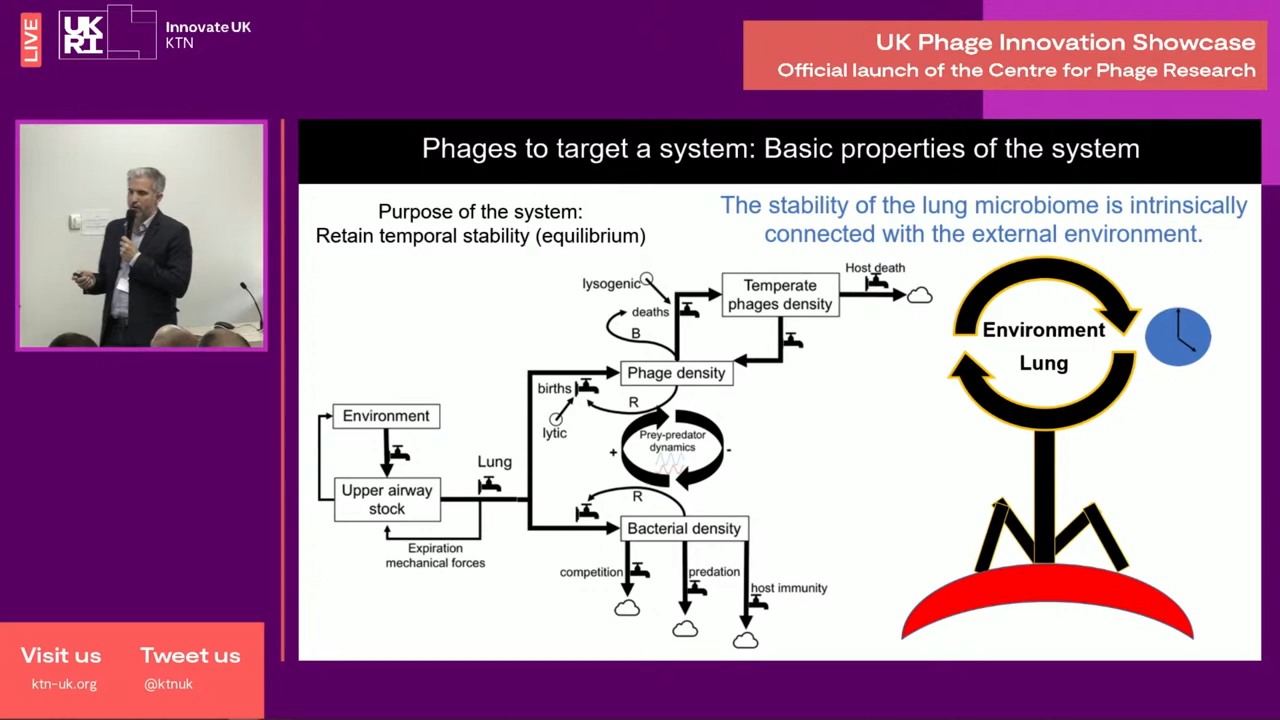 LIVE
UK
RI
Innovate UK
KTN
UK Phage Innovation Showcase
Official launch of the Centre for Phage Research
Phages to target a system: Basic properties of the system
Purpose of the system:
Retain temporal stability (equilibrium)
The stability of the lung microbiome is intrinsically
connected with the external environment.
lysogenic
deaths
B
Temperate
phages density
Host death
Phage density
births
R
lytic
Prey-predator
dynamics
+
-
Environment
Upper airway
stock
Lung
Expiration
mechanical forces
R
Bacterial density
competition
predation
host immunity
Environment
Lung
Visit us
ktn-uk.org
Tweet us
@ktnuk